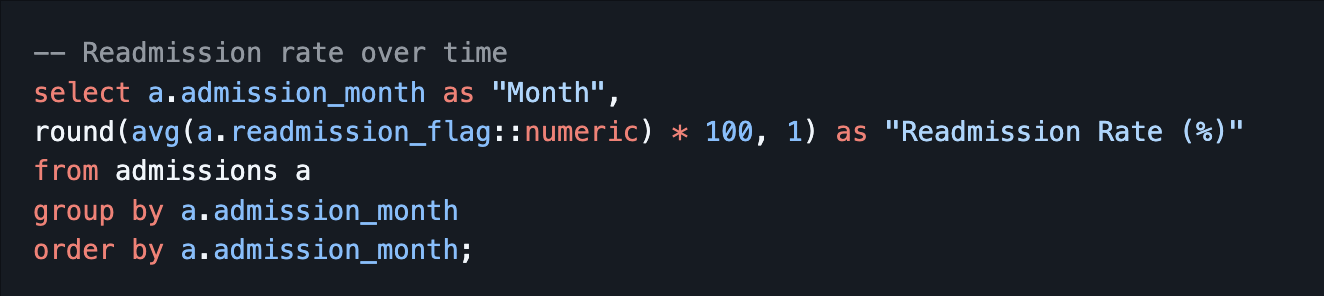 -- Readmission rate over time
select a.admission_month as "Month",
round(avg(a.readmission_flag::numeric) * 100, 1) as "Readmission Rate (%)"
from admissions a
group by a.admission_month
order by a.admission_month;